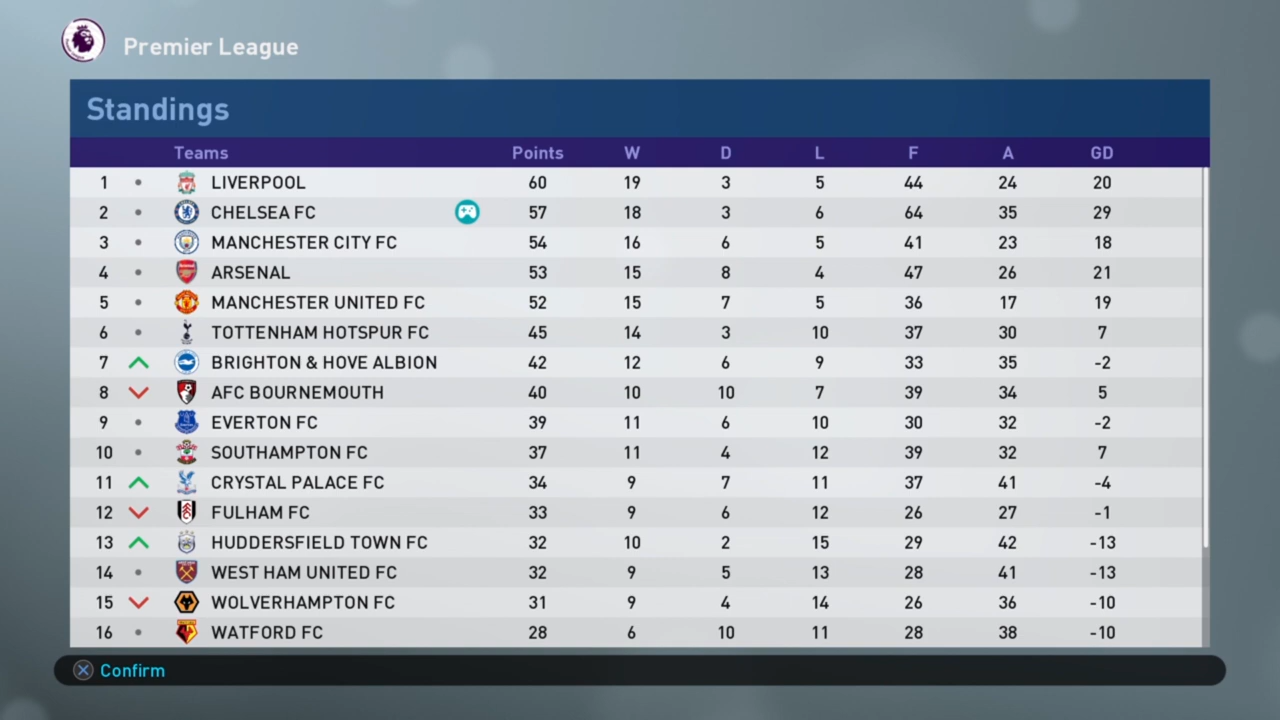 Premier League
Standings
Teams Points W D L F A GD
1 LIVERPOOL 60 19 3 5 44 24 20
2 CHELSEA FC 57 18 3 6 64 35 29
3 MANCHESTER CITY FC 54 16 6 5 41 23 18
4 ARSENAL 53 15 8 4 47 26 21
5 MANCHESTER UNITED FC 52 15 7 5 36 17 19
6 TOTTENHAM HOTSPUR FC 45 14 3 10 37 30 7
7 BRIGHTON & HOVE ALBION 42 12 6 9 33 35 -2
8 AFC BOURNEMOUTH 40 10 10 7 39 34 5
9 EVERTON FC 39 11 6 10 30 32 -2
10 SOUTHAMPTON FC 37 11 4 12 39 32 7
11 CRYSTAL PALACE FC 34 9 7 11 37 41 -4
12 FULHAM FC 33 9 6 12 26 27 -1
13 HUDDERSFIELD TOWN FC 32 10 2 15 29 42 -13
14 WEST HAM UNITED FC 32 9 5 13 28 41 -13
15 WOLVERHAMPTON FC 31 9 4 14 26 36 -10
16 WATFORD FC 28 6 10 11 28 38 -10
Confirm